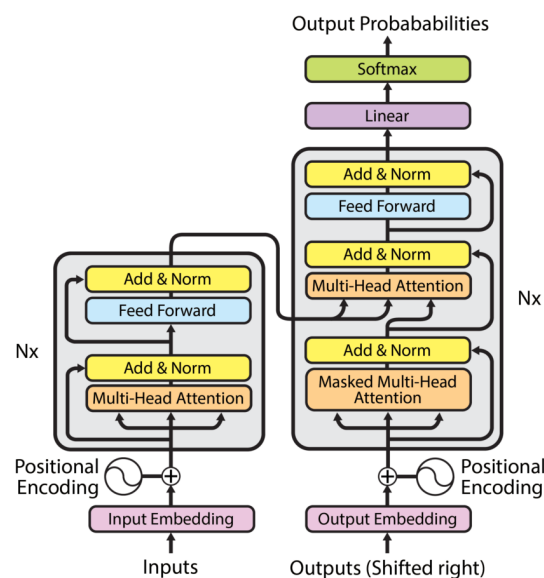 Output Probabilities
Softmax
Linear
Add & Norm
Feed Forward
Add & Norm
Multi-Head Attention
Add & Norm
Masked Multi-Head
Attention
Nx
Positional
Encoding
Output Embedding
Outputs (Shifted right)
Add & Norm
Feed Forward
Add & Norm
Multi-Head Attention
Nx
Positional
Encoding
Input Embedding
Inputs